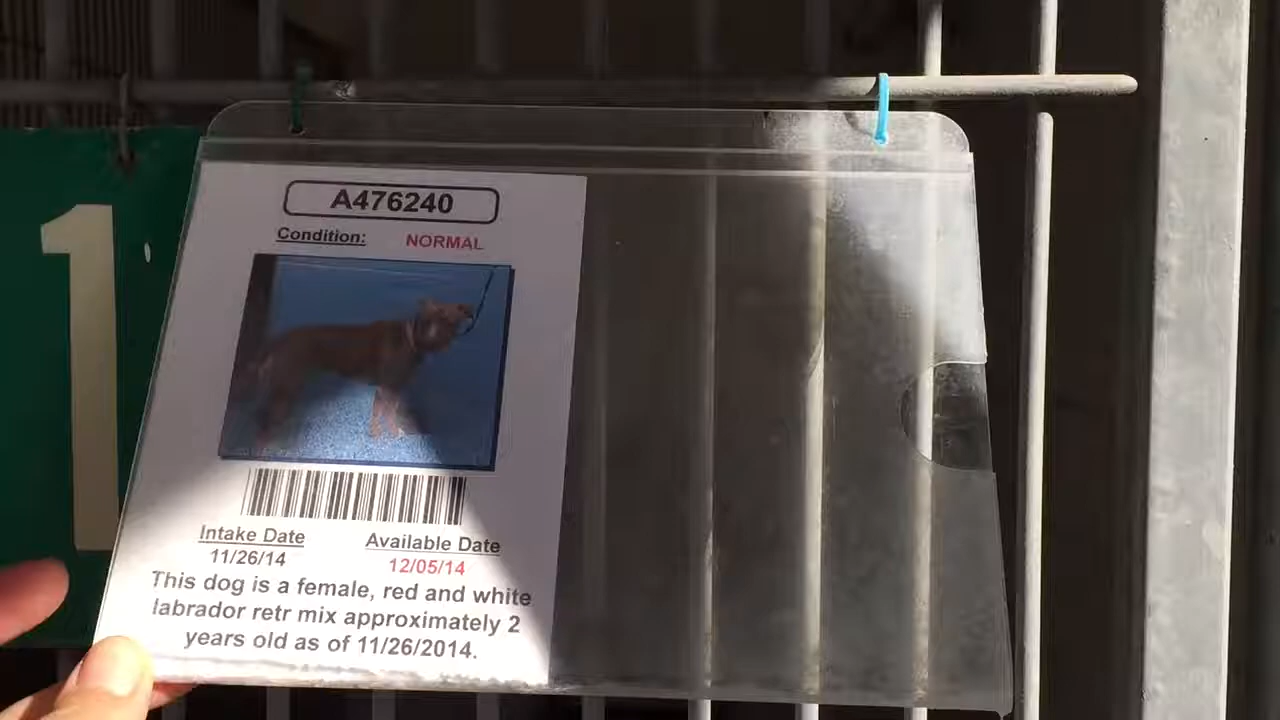 1
A476240
Condition: NORMAL
Intake Date Available Date
11/26/14 12/05/14
This dog is a female, red and white
labrador retr mix approximately 2
years old as of 11/26/2014.